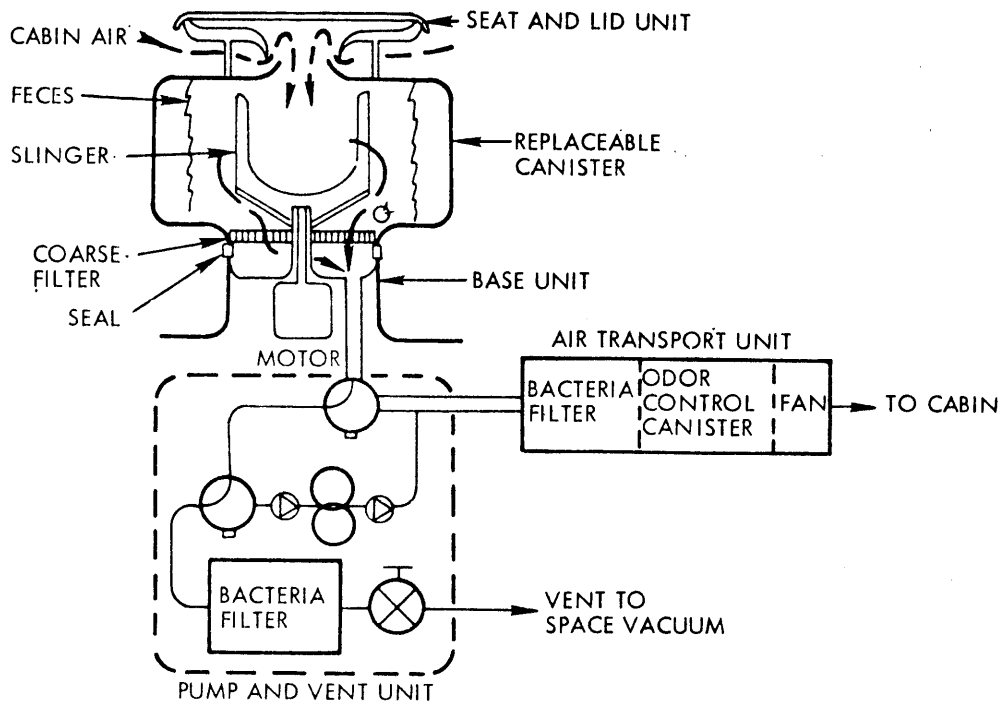 SEAT AND LID UNIT
CABIN AIR
FECES
SLINGER
REPLACEABLE
CANISTER
COARSE
FILTER
SEAL
BASE UNIT
MOTOR
AIR TRANSPORT UNIT
BACTERIA
FILTER
ODOR
CONTROL
CANISTER
FAN
TO CABIN
BACTERIA
FILTER
VENT TO
SPACE VACUUM
PUMP AND VENT UNIT